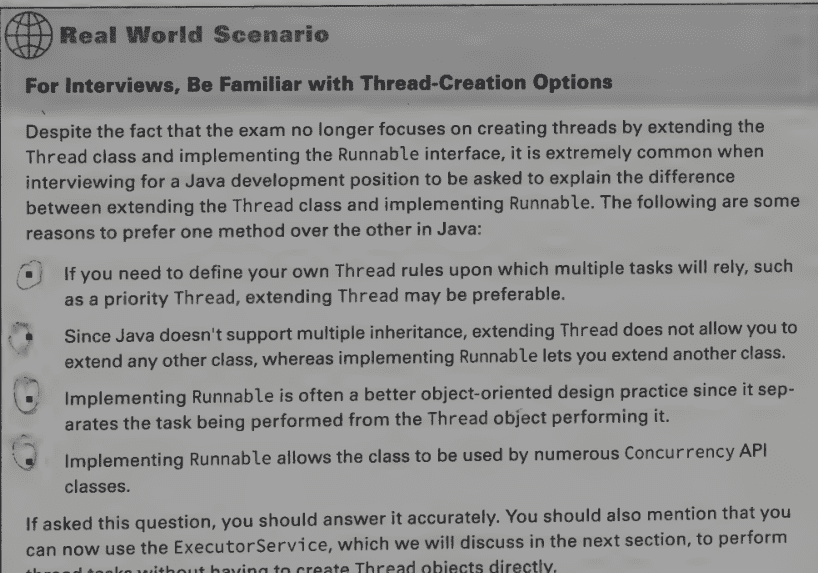 Real World Scenario
For Interviews, Be Familiar with Thread-Creation Options
Despite the fact that the exam no longer focuses on creating threads by extending the
Thread class and implementing the Runnable interface, it is extremely common when
interviewing for a Java development position to be asked to explain the difference
between extending the Thread class and implementing Runnable. The following are some
reasons to prefer one method over the other in Java:
▪ If you need to define your own Thread rules upon which multiple tasks will rely, such
as a priority Thread, extending Thread may be preferable.
▪ Since Java doesn't support multiple inheritance, extending Thread does not allow you to
extend any other class, whereas implementing Runnable lets you extend another class.
▪ Implementing Runnable is often a better object-oriented design practice since it sep-
arates the task being performed from the Thread object performing it.
▪ Implementing Runnable allows the class to be used by numerous Concurrency API
classes.
If asked this question, you should answer it accurately. You should also mention that you
can now use the ExecutorService, which we will discuss in the next section, to perform
thread tasks without having to create Thread objects directly.